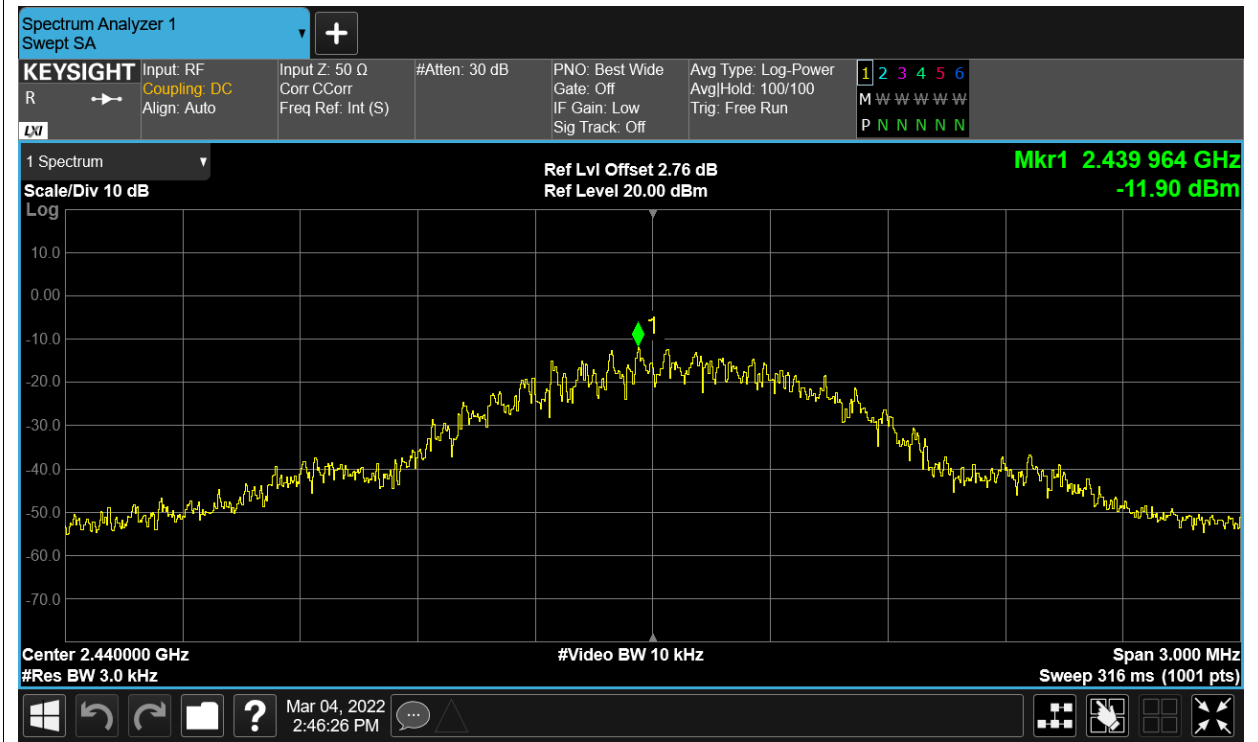 Spectrum Analyzer 1
Swept SA
KEYSIGHT
R
LXI
Input: RF
Coupling: DC
Align: Auto
Input Z: 50 Ω
Corr CCorr
Freq Ref: Int (S)
#Atten: 30 dB
PNO: Best Wide
Gate: Off
IF Gain: Low
Sig Track: Off
Avg Type: Log-Power
Avg|Hold: 100/100
Trig: Free Run
1 2 3 4 5 6
M W W W W W
P N N N N N
1 Spectrum
Scale/Div 10 dB
Ref Lvl Offset 2.76 dB
Ref Level 20.00 dBm
Mkr1 2.439 964 GHz
-11.90 dBm
Log
10.0
0.00
-10.0
-20.0
-30.0
-40.0
-50.0
-60.0
-70.0
1
Center 2.440000 GHz
#Res BW 3.0 kHz
#Video BW 10 kHz
Span 3.000 MHz
Sweep 316 ms (1001 pts)
?
Mar 04, 2022
2:46:26 PM